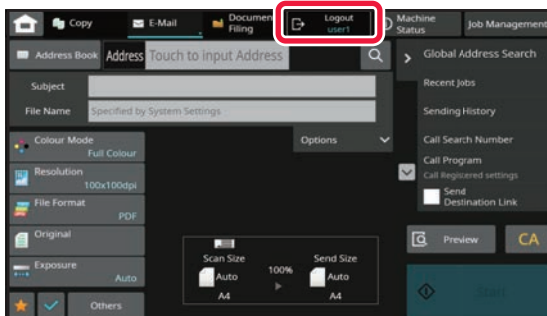 Copy
E-Mail
Documen
Filing
Logout
user1
Machine
Status
Job Management
Address Book
Address
Touch to input Address
Global Address Search
Subject
Recent Jobs
File Name
Specified by System Settings
Sending History
Colour Mode
Full Colour
Options
Call Search Number
Resolution
100x100dpi
Call Program
Call Registered settings
File Format
PDF
Send
Destination Link
Original
Preview
CA
Scan Size
Send Size
Exposure
Auto
Auto
100%
Auto
A4
A4
Start
Others